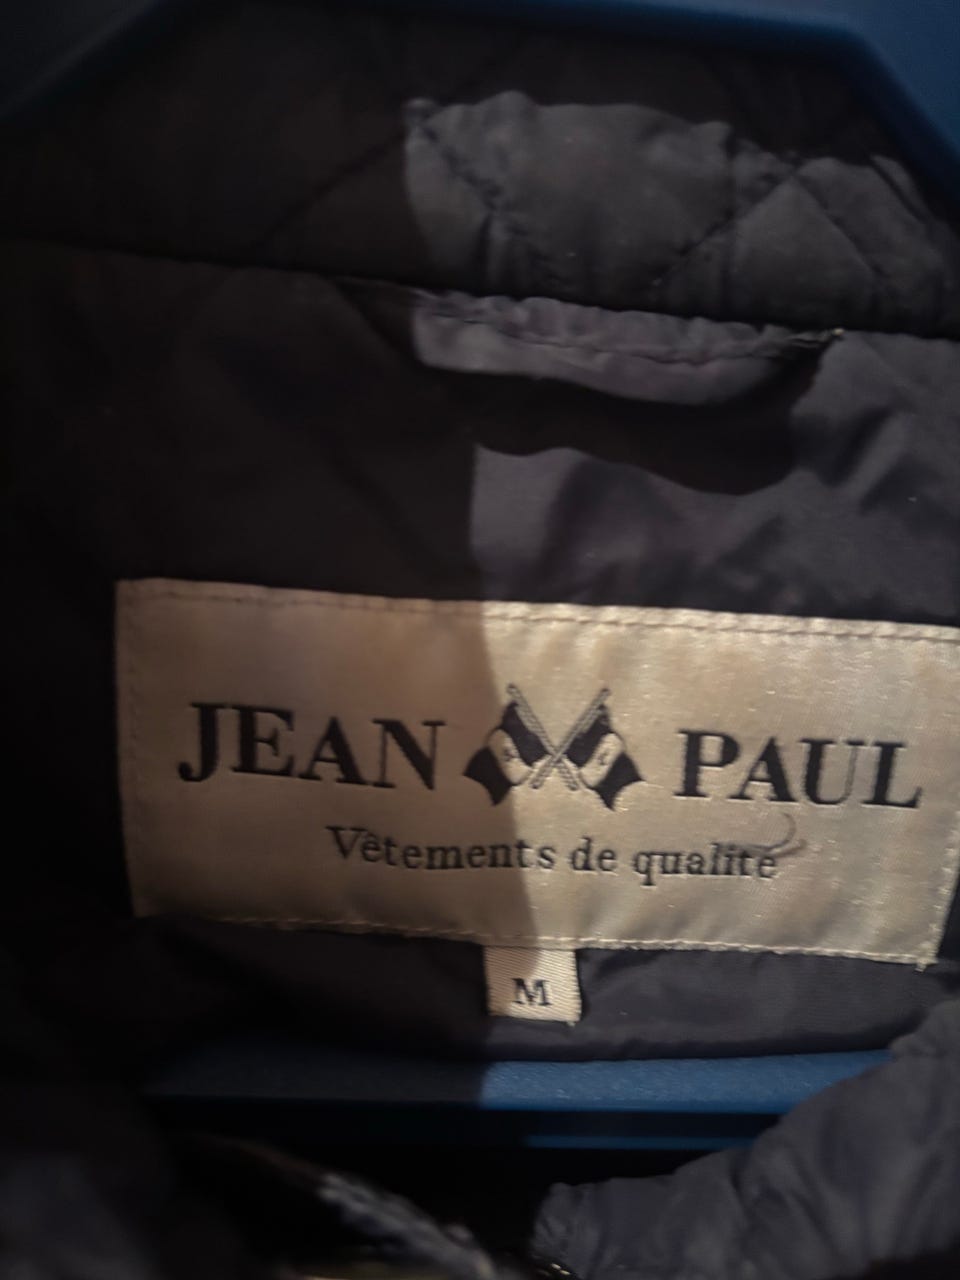 JEAN PAUL
Vêtements de qualité
M